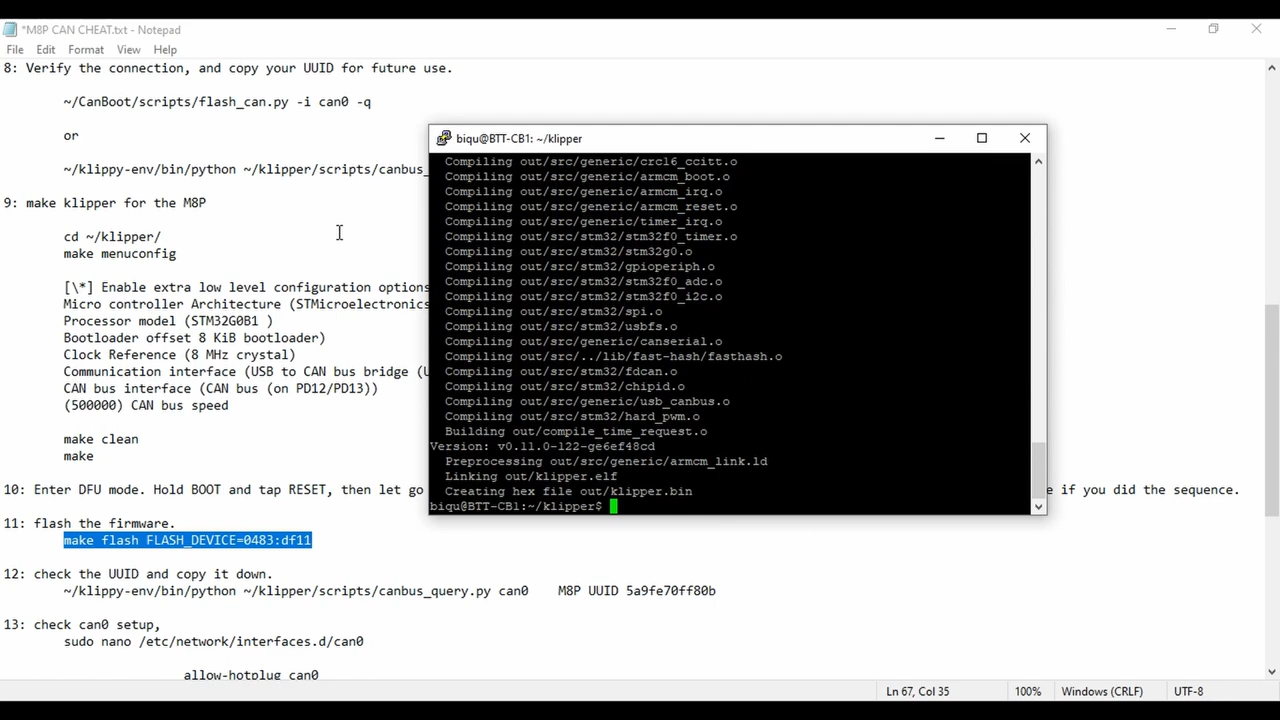 *M8P CAN CHEAT.txt - Notepad
File Edit Format View Help
8: Verify the connection, and copy your UUID for future use.
~/CanBoot/scripts/flash_can.py -i can0 -q
or
~/klippy-env/bin/python ~/klipper/scripts/canbus_
9: make klipper for the M8P
cd ~/klipper/
make menuconfig
[\*] Enable extra low level configuration options
Micro controller Architecture (STMicroelectronics
Processor model (STM32G0B1 )
Bootloader offset 8 KiB bootloader)
Clock Reference (8 MHz crystal)
Communication interface (USB to CAN bus bridge (U
CAN bus interface (CAN bus (on PD12/PD13))
(500000) CAN bus speed
make clean
make
10: Enter DFU mode. Hold BOOT and tap RESET, then let go
e if you did the sequence.
11: flash the firmware.
make flash FLASH_DEVICE=0483:df11
12: check the UUID and copy it down.
~/klippy-env/bin/python ~/klipper/scripts/canbus_query.py can0 M8P UUID 5a9fe70ff80b
13: check can0 setup,
sudo nano /etc/network/interfaces.d/can0
allow-hotplug can0
Ln 67, Col 35
100%
Windows (CRLF)
UTF-8
biqu@BTT-CB1: ~/klipper
Compiling out/src/generic/crc16_ccitt.o
Compiling out/src/generic/armcm_boot.o
Compiling out/src/generic/armcm_irq.o
Compiling out/src/generic/armcm_reset.o
Compiling out/src/generic/timer_irq.o
Compiling out/src/stm32/stm32f0_timer.o
Compiling out/src/stm32/stm32g0.o
Compiling out/src/stm32/gpioperiph.o
Compiling out/src/stm32/stm32f0_adc.o
Compiling out/src/stm32/stm32f0_i2c.o
Compiling out/src/stm32/spi.o
Compiling out/src/stm32/usbfs.o
Compiling out/src/generic/canserial.o
Compiling out/src/../lib/fast-hash/fasthash.o
Compiling out/src/stm32/fdcan.o
Compiling out/src/stm32/chipid.o
Compiling out/src/generic/usb_canbus.o
Compiling out/src/stm32/hard_pwm.o
Building out/compile_time_request.o
Version: v0.11.0-122-ge6ef48cd
Preprocessing out/src/generic/armcm_link.ld
Linking out/klipper.elf
Creating hex file out/klipper.bin
biqu@BTT-CB1:~/klipper$